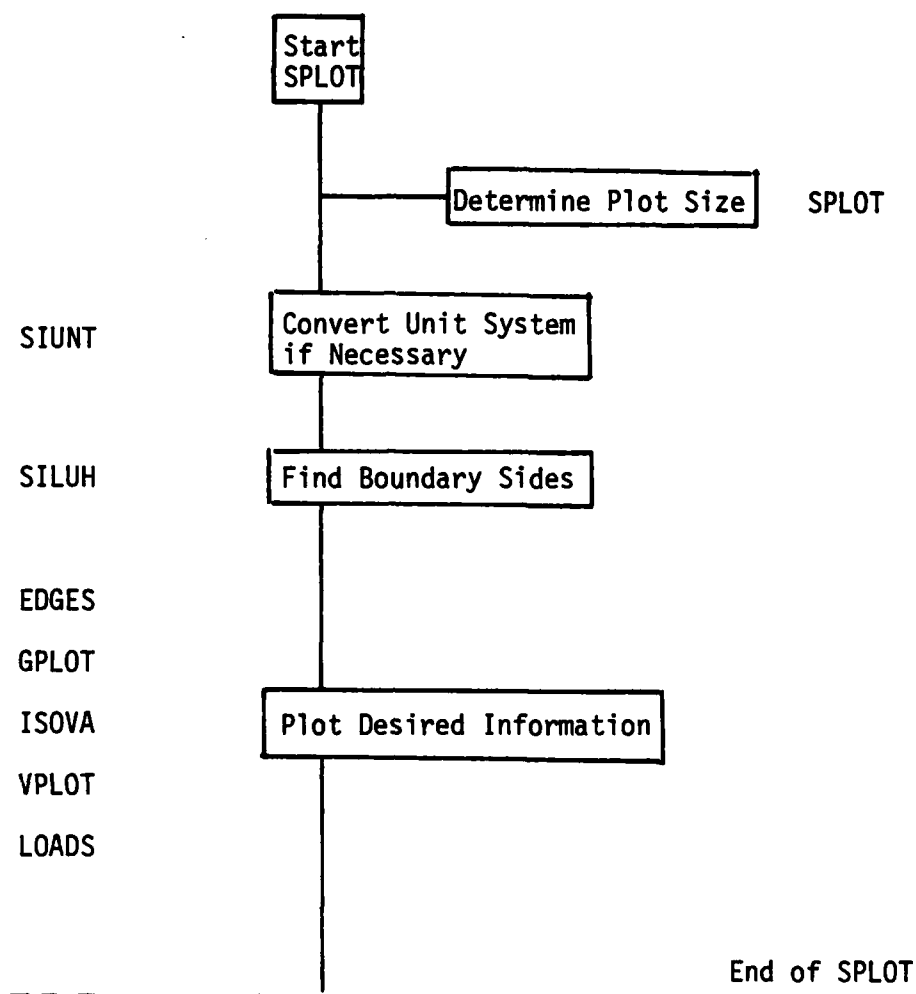 Start
SPLOT
Determine Plot Size SPLOT
SIUNT
Convert Unit System
if Necessary
SILUH
Find Boundary Sides
EDGES
GPLOT
ISOVA
Plot Desired Information
VPLOT
LOADS
End of SPLOT